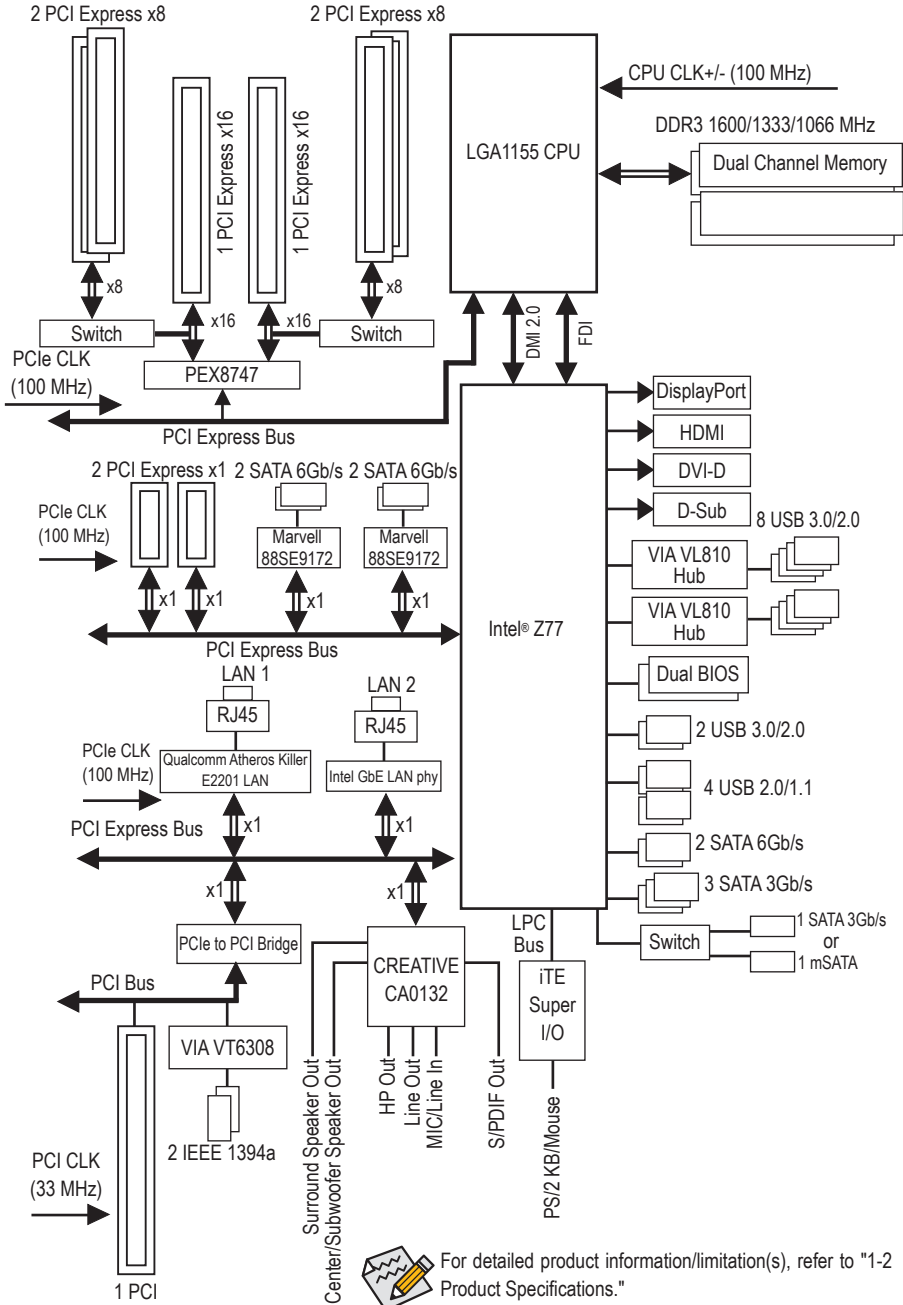 2 PCI Express x8
2 PCI Express x8
1 PCI Express x16
1 PCI Express x16
LGA1155 CPU
CPU CLK+/- (100 MHz)
DDR3 1600/1333/1066 MHz
Dual Channel Memory
x8
x16
x16
x8
Switch
Switch
PCIe CLK
(100 MHz)
PEX8747
PCI Express Bus
DMI 2.0
FDI
DisplayPort
HDMI
DVI-D
D-Sub
2 PCI Express x1
2 SATA 6Gb/s
2 SATA 6Gb/s
PCIe CLK
(100 MHz)
Marvell
88SE9172
Marvell
88SE9172
x1
x1
x1
x1
PCI Express Bus
8 USB 3.0/2.0
VIA VL810
Hub
VIA VL810
Hub
Intel® Z77
Dual BIOS
LAN 1
RJ45
LAN 2
RJ45
PCIe CLK
(100 MHz)
Qualcomm Atheros Killer
E2201 LAN
Intel GbE LAN phy
2 USB 3.0/2.0
4 USB 2.0/1.1
PCI Express Bus
x1
x1
2 SATA 6Gb/s
3 SATA 3Gb/s
x1
x1
LPC
Bus
Switch
1 SATA 3Gb/s
or
1 mSATA
PCIe to PCI Bridge
CREATIVE
CA0132
iTE
Super
I/O
PCI Bus
VIA VT6308
2 IEEE 1394a
Surround Speaker Out
Center/Subwoofer Speaker Out
HP Out
Line Out
MIC/Line In
S/PDIF Out
PS/2 KB/Mouse
PCI CLK
(33 MHz)
1 PCI
For detailed product information/limitation(s), refer to "1-2
Product Specifications."